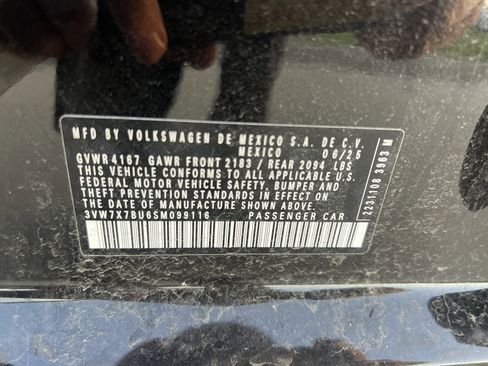 MFD BY VOLKSWAGEN DE MEXICO S.A. DE C.V.
MEXICO 06/25
GVWR 4167 GAWR FRONT 2183 / REAR 2094 LBS
THIS VEHICLE CONFORMS TO ALL APPLICABLE U.S.
FEDERAL MOTOR VEHICLE SAFETY, BUMPER AND
THEFT PREVENTION STANDARDS IN EFFECT ON
THE DATE OF MANUFACTURE SHOWN ABOVE.
3VW7X7BU6SM099116 PASSENGER CAR
2231108 3963 M